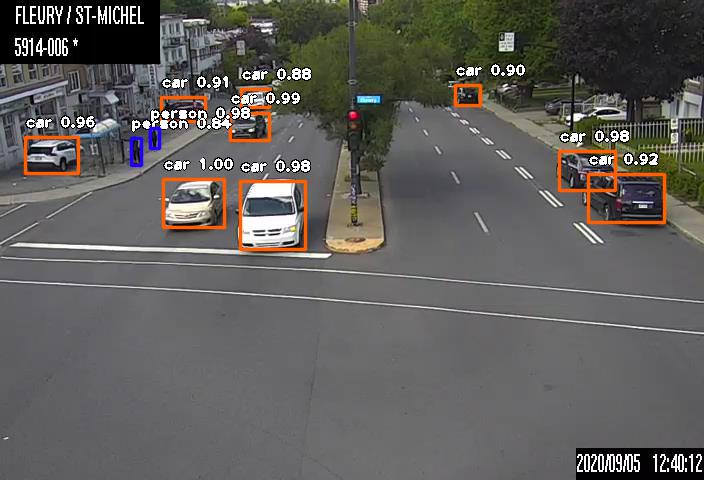 FLEURY / ST-MICHEL
5914-006 *
car 0.91
car 0.88
car 0.90
car 0.99
car 0.96
person 0.98
person 0.84
car 1.00
car 0.98
car 0.98
car 0.92
Fleury
2020/09/05 12:40:12